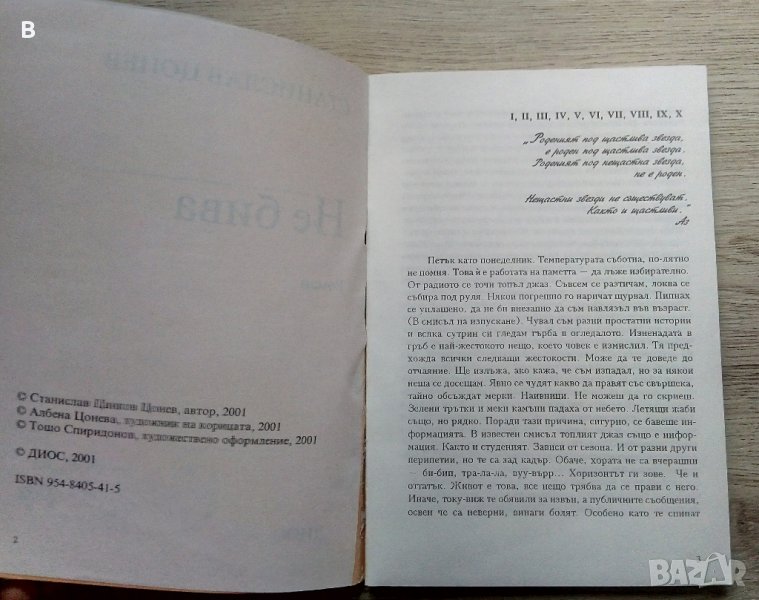 B
© Станислав Цонев, автор, 2001
© Албена Цонева, художник на корицата, 2001
© Тошо Спиридонов, художествено оформление, 2001
© ДИОС, 2001
ISBN 954-8405-41-5
2
I, II, III, IV, V, VI, VII, VIII, IX, X
„Роденият под щастлива звезда,
е роден под щастлива звезда.
Роденият под нещастна звезда,
не е роден.
Нещастни звезди не съществуват.
Както и щастливи."
Аз
Петък като понеделник. Температурата съботна, по-лятно
не помня. Това ѝ е работата на паметта — да лъже избирателно.
От радиото се точи топъл джаз. Съвсем се разтичам, локва се
събира под руля. Някои погрешно го наричат щурвал. Пипнах
се уплашено, да не би внезапно да съм навлязъл във възраст.
(В смисъл на изпускане). Чувал съм разни простатни истории
и всяка сутрин си гледам гърба в огледалото. Изненадата в
гръб е най-жестокото нещо, което човек е измислил. Тя пред-
хожда всички следващи жестокости. Може да те доведе до
отчаяние. Ще излъжа, ако кажа, че съм изпадал, но за някои
неща се досещам. Явно се чудят какво да правят със свършска,
тайно обсъждат мерки. Наивници. Не можеш да го скриеш.
Зелени тръпки и меки камъни падаха от небето. Летящи жаби
също, но рядко. Поради тази причина, сигурно, се бавеше ин-
формацията. В известен смисъл топлият джаз също е инфор-
мация. Както и студеният. Зависи от сезона. И от разни други
перипетии, но те са зад кадър. Обаче, хората не са вчерашни
— би-бип, тра-ла-ла, вуу-върр... Хоризонтът ги зове. Че и
оттатък. Живот е това, все нещо трябва да се прави с него.
Иначе, току-виж те обявили за извън, а публичните съобщения,
освен че са неверни, винаги болят. Особено като те спипат
3
BAZAR
bg